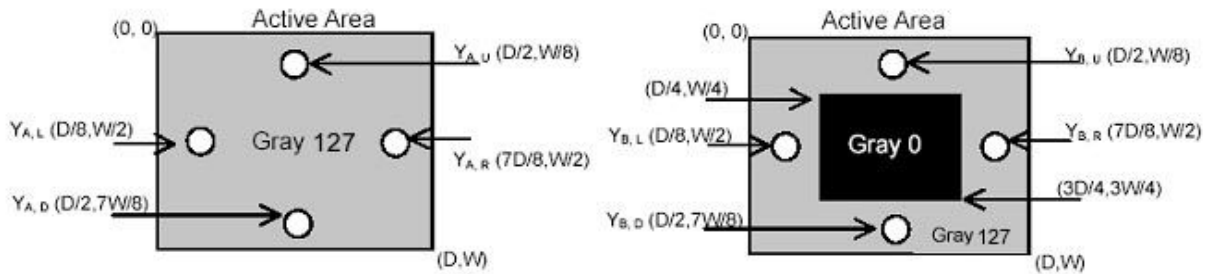 Active Area
(0, 0)
Y_A, U (D/2,W/8)
Y_A, L (D/8,W/2)
Gray 127
Y_A, R (7D/8,W/2)
Y_A, D (D/2,7W/8)
(D,W)
Active Area
(0, 0)
Y_B, U (D/2,W/8)
(D/4,W/4)
Y_B, L (D/8,W/2)
Gray 0
Y_B, R (7D/8,W/2)
(3D/4,3W/4)
Y_B, D (D/2,7W/8)
Gray 127
(D,W)